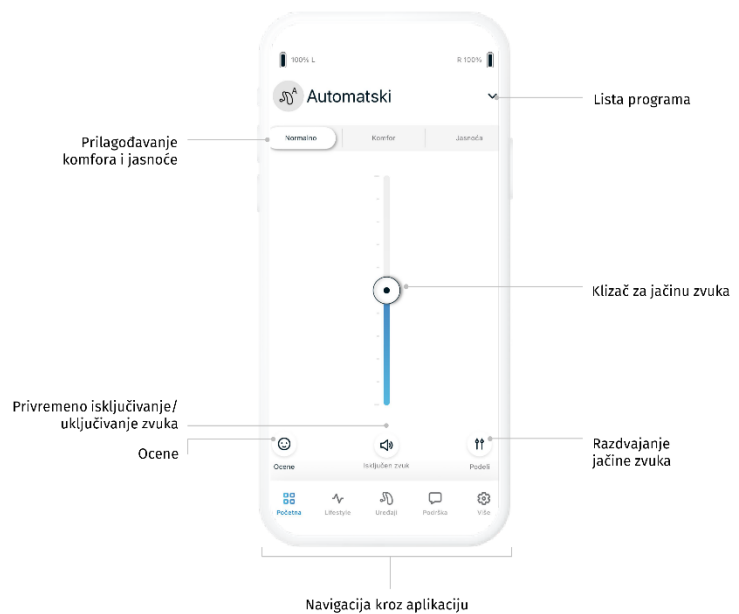 100% L
R 100%
Automatski
Lista programa
Normalno
Komfor
Jasnoća
Prilagođavanje
komfora i jasnoće
Klizač za jačinu zvuka
Privremeno isključivanje/
uključivanje zvuka
Ocene
Razdvajanje
jačine zvuka
Ocene
Isključen zvuk
Podeli
Početna
Lifestyle
Uređaji
Podrška
Više
Navigacija kroz aplikaciju